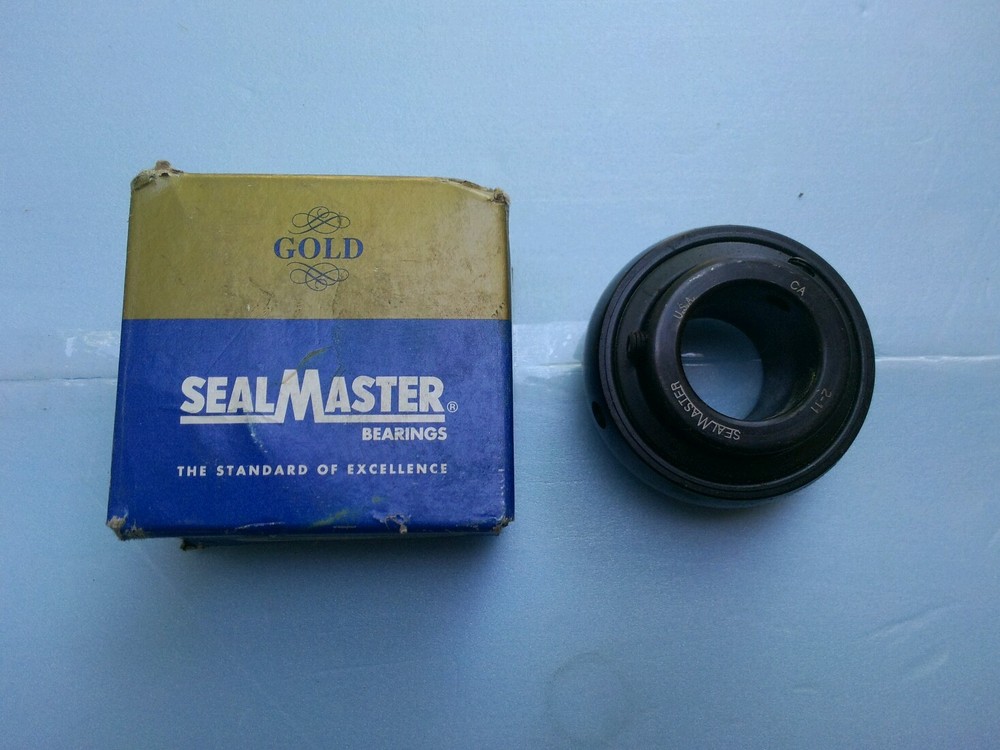 GOLD
SEALMASTER®
BEARINGS
THE STANDARD OF EXCELLENCE
U.S.A.
CA
2-11
SEALMASTER